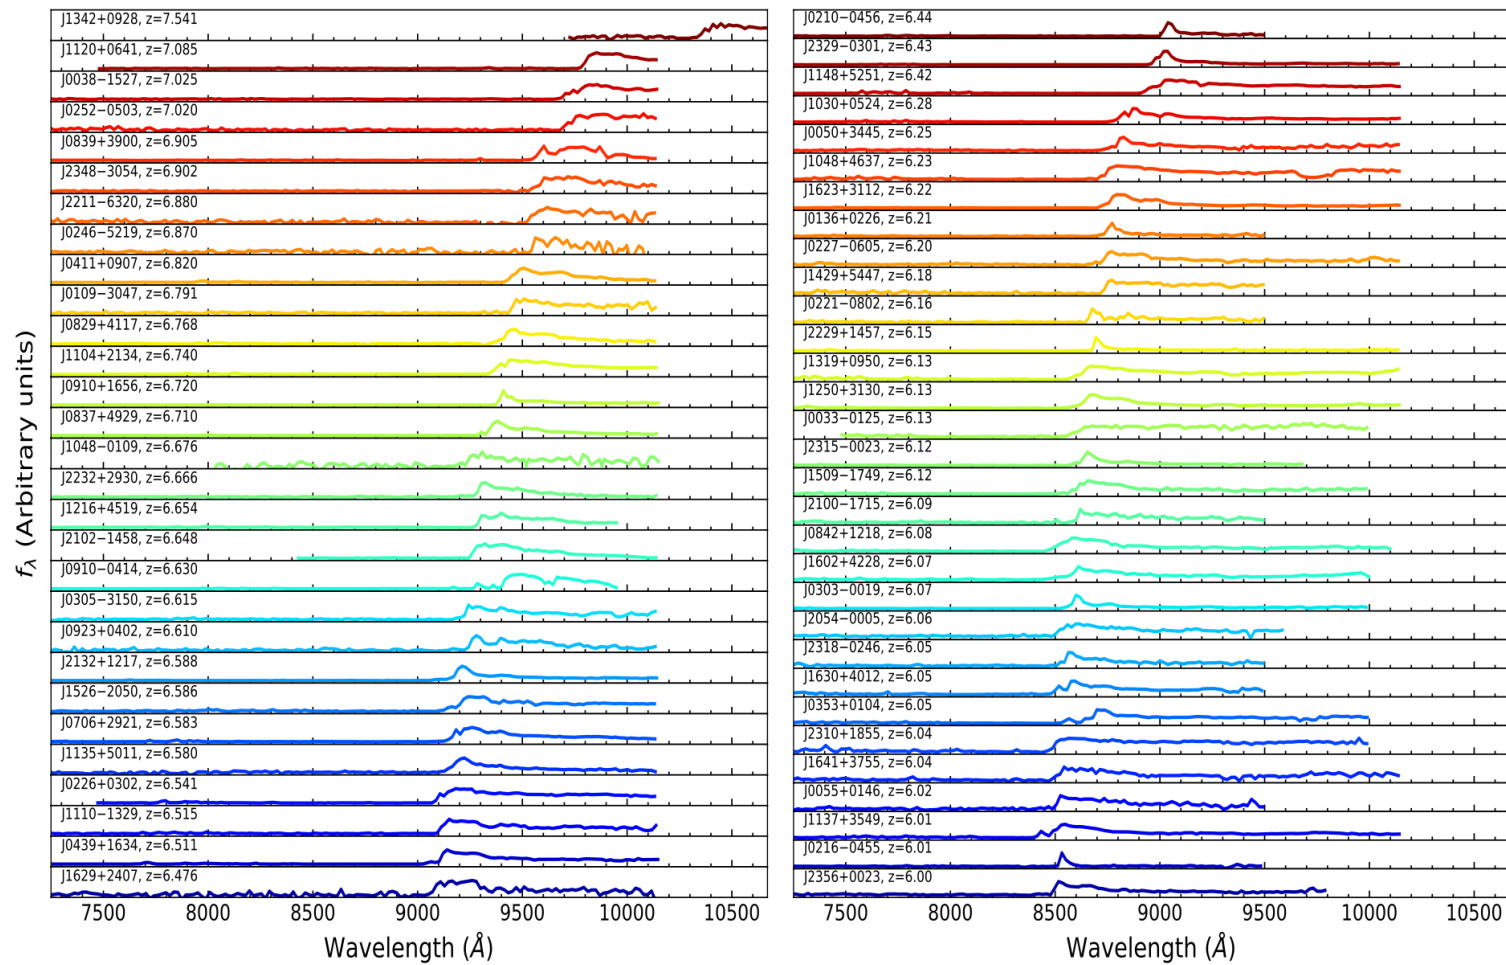 J1342+0928, z=7.541
J1120+0641, z=7.085
J0038−1527, z=7.025
J0252−0503, z=7.020
J0839+3900, z=6.905
J2348−3054, z=6.902
J2211−6320, z=6.880
J0246−5219, z=6.870
J0411+0907, z=6.820
J0109−3047, z=6.791
J0829+4117, z=6.768
J1104+2134, z=6.740
J0910+1656, z=6.720
J0837+4929, z=6.710
J1048−0109, z=6.676
J2232+2930, z=6.666
J1216+4519, z=6.654
J2102−1458, z=6.648
J0910−0414, z=6.630
J0305−3150, z=6.615
J0923+0402, z=6.610
J2132+1217, z=6.588
J1526−2050, z=6.586
J0706+2921, z=6.583
J1135+5011, z=6.580
J0226+0302, z=6.541
J1110−1329, z=6.515
J0439+1634, z=6.511
J1629+2407, z=6.476
7500 8000 8500 9000 9500 10000 10500
Wavelength (Å)
fλ (Arbitrary units)
J0210−0456, z=6.44
J2329−0301, z=6.43
J1148+5251, z=6.42
J1030+0524, z=6.28
J0050+3445, z=6.25
J1048+4637, z=6.23
J1623+3112, z=6.22
J0136+0226, z=6.21
J0227−0605, z=6.20
J1429+5447, z=6.18
J0221−0802, z=6.16
J2229+1457, z=6.15
J1319+0950, z=6.13
J1250+3130, z=6.13
J0033−0125, z=6.13
J2315−0023, z=6.12
J1509−1749, z=6.12
J2100−1715, z=6.09
J0842+1218, z=6.08
J1602+4228, z=6.07
J0303−0019, z=6.07
J2054−0005, z=6.06
J2318−0246, z=6.05
J1630+4012, z=6.05
J0353+0104, z=6.05
J2310+1855, z=6.04
J1641+3755, z=6.04
J0055+0146, z=6.02
J1137+3549, z=6.01
J0216−0455, z=6.01
J2356+0023, z=6.00
7500 8000 8500 9000 9500 10000 10500
Wavelength (Å)